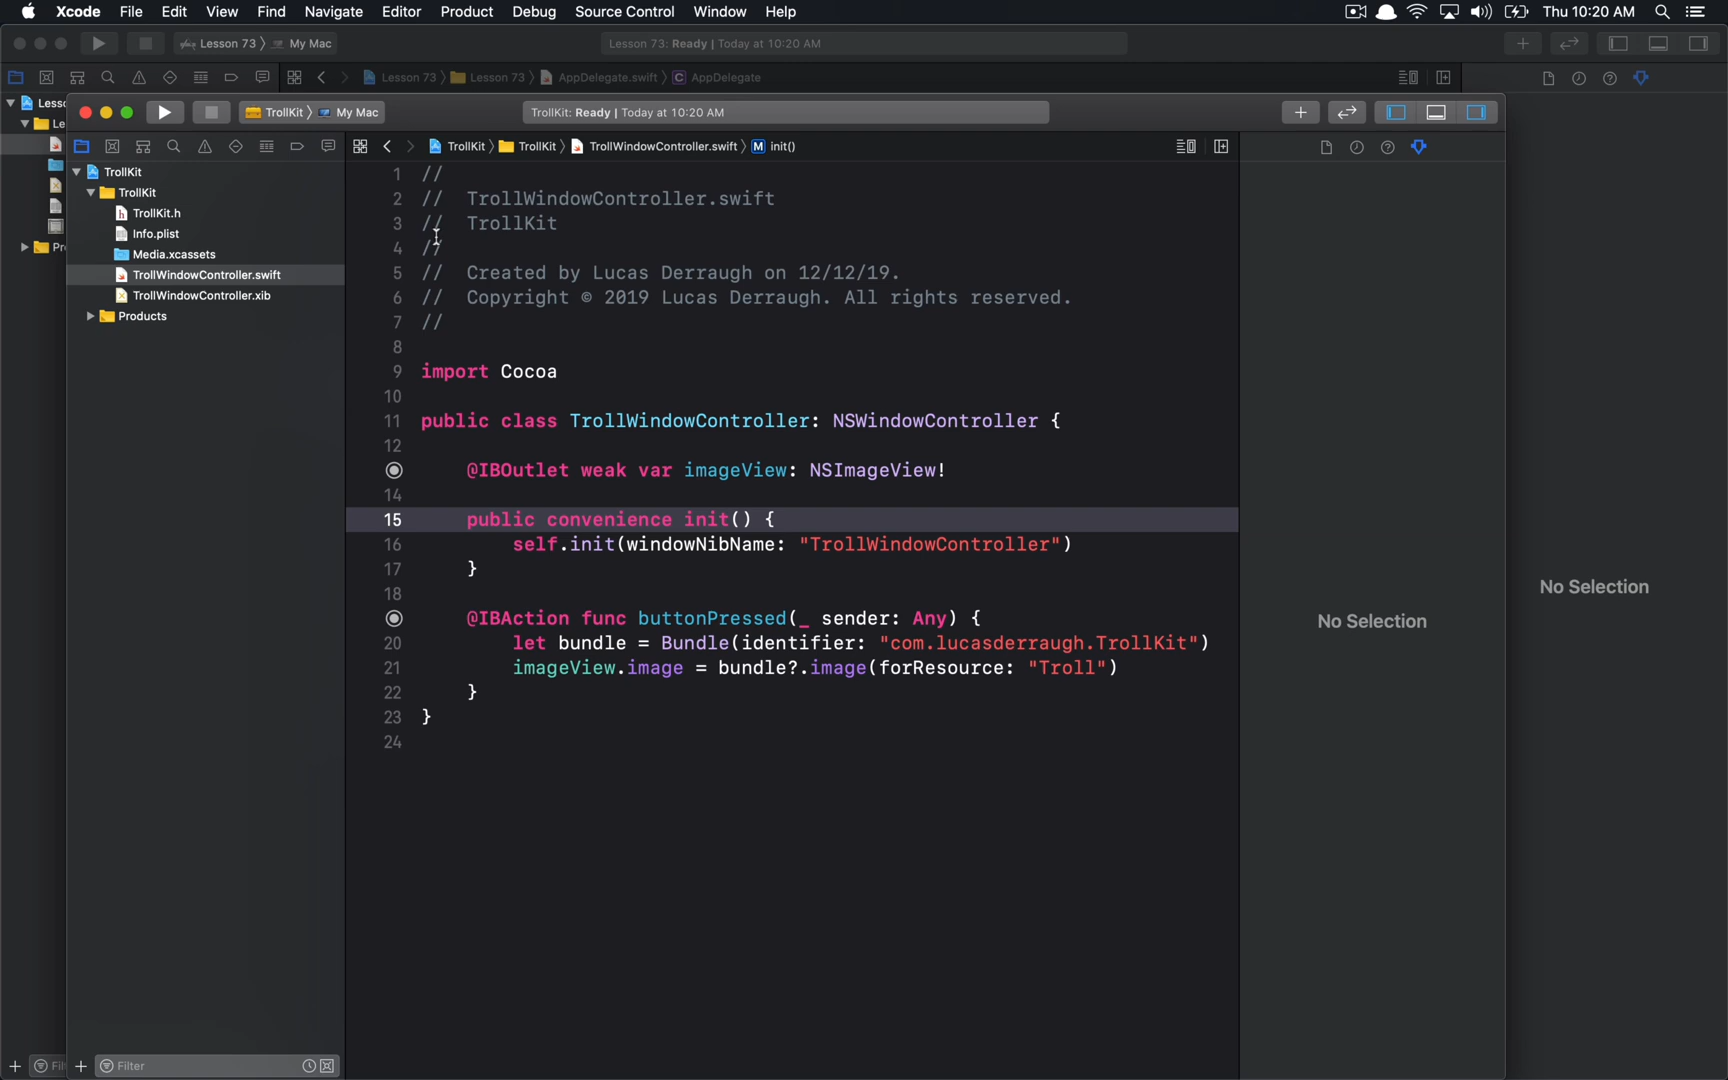 Xcode File Edit View Find Navigate Editor Product Debug Source Control Window Help Thu 10:20 AM
Lesson 73 〉 My Mac
Lesson 73: Ready | Today at 10:20 AM
Lesson 73 〉 Lesson 73 〉 AppDelegate.swift 〉 C AppDelegate
TrollKit 〉 My Mac
TrollKit: Ready | Today at 10:20 AM
TrollKit 〉 TrollKit 〉 TrollWindowController.swift 〉 M init()
TrollKit
TrollKit
h TrollKit.h
Info.plist
Media.xcassets
TrollWindowController.swift
TrollWindowController.xib
Products
1 //
2 // TrollWindowController.swift
3 // TrollKit
4 //
5 // Created by Lucas Derraugh on 12/12/19.
6 // Copyright © 2019 Lucas Derraugh. All rights reserved.
7 //
8
9 import Cocoa
10
11 public class TrollWindowController: NSWindowController {
12
@IBOutlet weak var imageView: NSImageView!
14
15 public convenience init() {
16 self.init(windowNibName: "TrollWindowController")
17 }
18
@IBAction func buttonPressed(_ sender: Any) {
20 let bundle = Bundle(identifier: "com.lucasderraugh.TrollKit")
21 imageView.image = bundle?.image(forResource: "Troll")
22 }
23 }
24
No Selection
No Selection
Filter